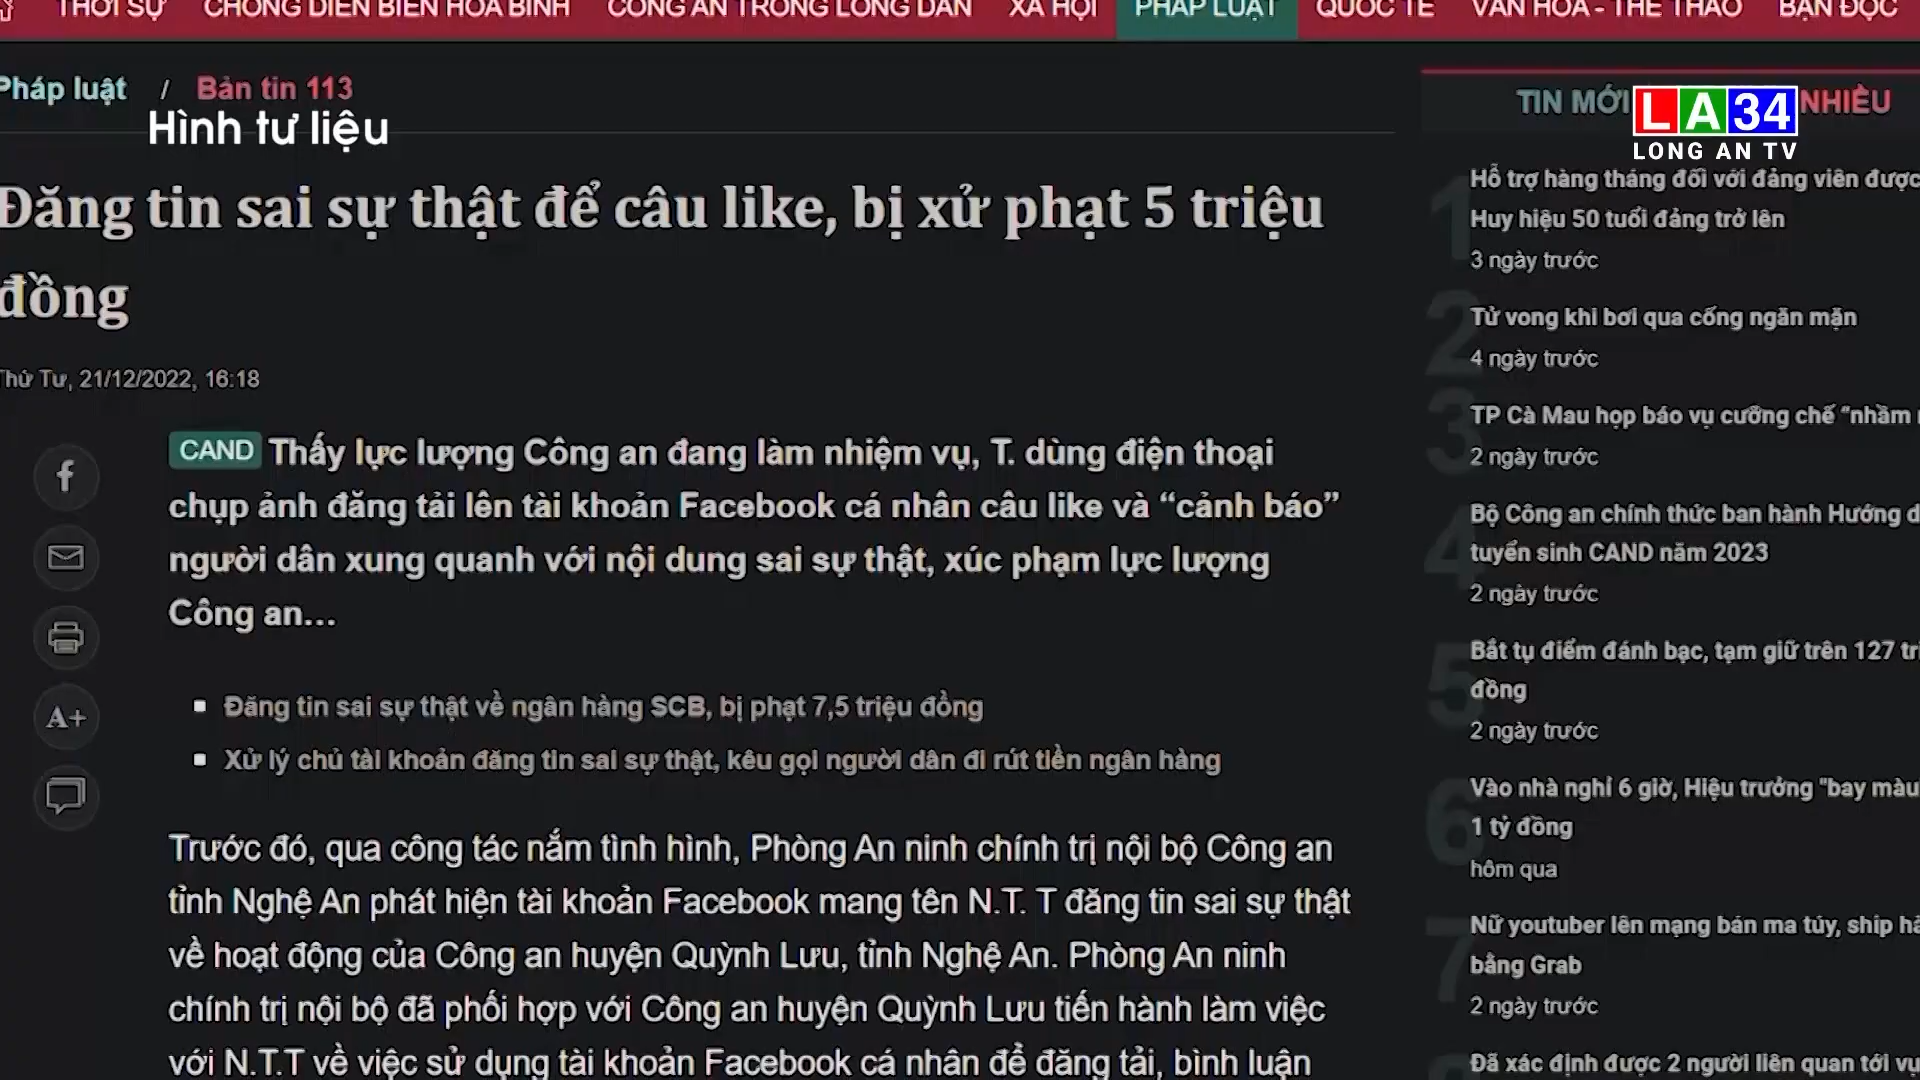 THỜI SỰ CHỐNG DIỄN BIẾN HÒA BÌNH CÔNG AN TRONG LÒNG DÂN XÃ HỘI PHÁP LUẬT QUỐC TẾ VĂN HÓA - THỂ THAO BẠN ĐỌC
Pháp luật / Bản tin 113
Hình tư liệu
Đăng tin sai sự thật để câu like, bị xử phạt 5 triệu
đồng
Thứ Tư, 21/12/2022, 16:18
CAND Thấy lực lượng Công an đang làm nhiệm vụ, T. dùng điện thoại
chụp ảnh đăng tải lên tài khoản Facebook cá nhân câu like và “cảnh báo”
người dân xung quanh với nội dung sai sự thật, xúc phạm lực lượng
Công an...
Đăng tin sai sự thật về ngân hàng SCB, bị phạt 7,5 triệu đồng
Xử lý chủ tài khoản đăng tin sai sự thật, kêu gọi người dân đi rút tiền ngân hàng
Trước đó, qua công tác nắm tình hình, Phòng An ninh chính trị nội bộ Công an
tỉnh Nghệ An phát hiện tài khoản Facebook mang tên N.T. T đăng tin sai sự thật
về hoạt động của Công an huyện Quỳnh Lưu, tỉnh Nghệ An. Phòng An ninh
chính trị nội bộ đã phối hợp với Công an huyện Quỳnh Lưu tiến hành làm việc
với N.T.T về việc sử dụng tài khoản Facebook cá nhân để đăng tải, bình luận
A+
TIN MỚI NHIỀU
LA34
LONG AN TV
1 Hỗ trợ hàng tháng đối với đảng viên được
Huy hiệu 50 tuổi đảng trở lên
3 ngày trước
2 Tử vong khi bơi qua cống ngăn mặn
4 ngày trước
3 TP Cà Mau họp báo vụ cưỡng chế “nhầm
2 ngày trước
4 Bộ Công an chính thức ban hành Hướng
tuyển sinh CAND năm 2023
2 ngày trước
5 Bắt tụ điểm đánh bạc, tạm giữ trên 127
đồng
2 ngày trước
6 Vào nhà nghỉ 6 giờ, Hiệu trưởng "bay màu"
1 tỷ đồng
hôm qua
7 Nữ youtuber lên mạng bán ma túy, ship
bằng Grab
2 ngày trước
Đã xác định được 2 người liên quan tới vụ